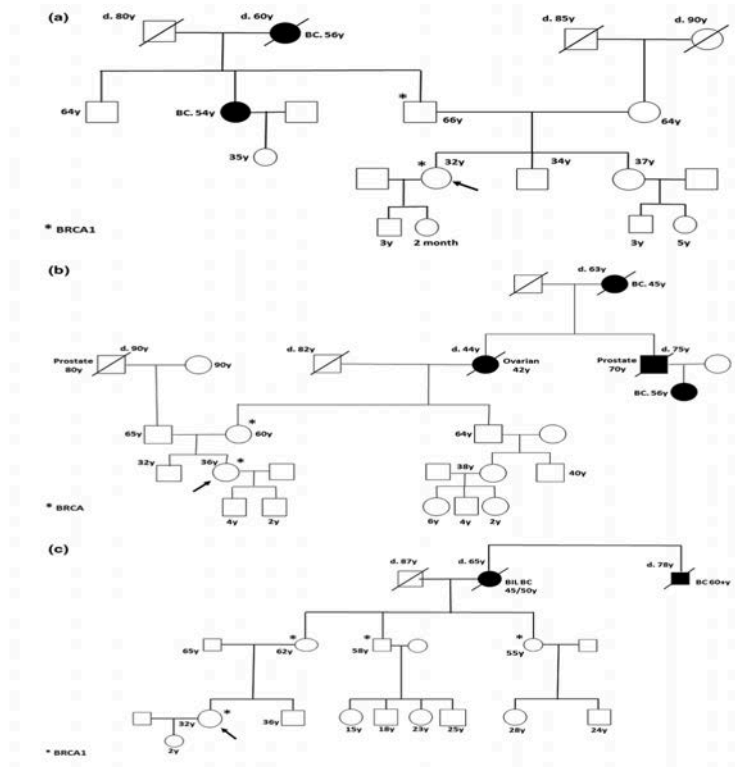 (a)
d. 80y d. 60y d. 85y d. 90y
BC. 56y
64y BC. 54y * 66y 64y
35y * 32y 34y 37y
3y 2 month 3y 5y
* BRCA1
(b)
d. 63y
BC. 45y
d. 90y d. 82y d. 44y d. 75y
Prostate 80y 90y Ovarian 42y Prostate 70y
BC. 56y
65y * 60y 64y
32y 36y * 38y 40y
4y 2y 6y 4y 2y
* BRCA
(c)
d. 87y d. 65y d. 78y
BIL BC BC 60+y
45/50y
65y * 62y * 58y * 55y
32y * 36y 15y 18y 23y 25y 28y 24y
2y
* BRCA1